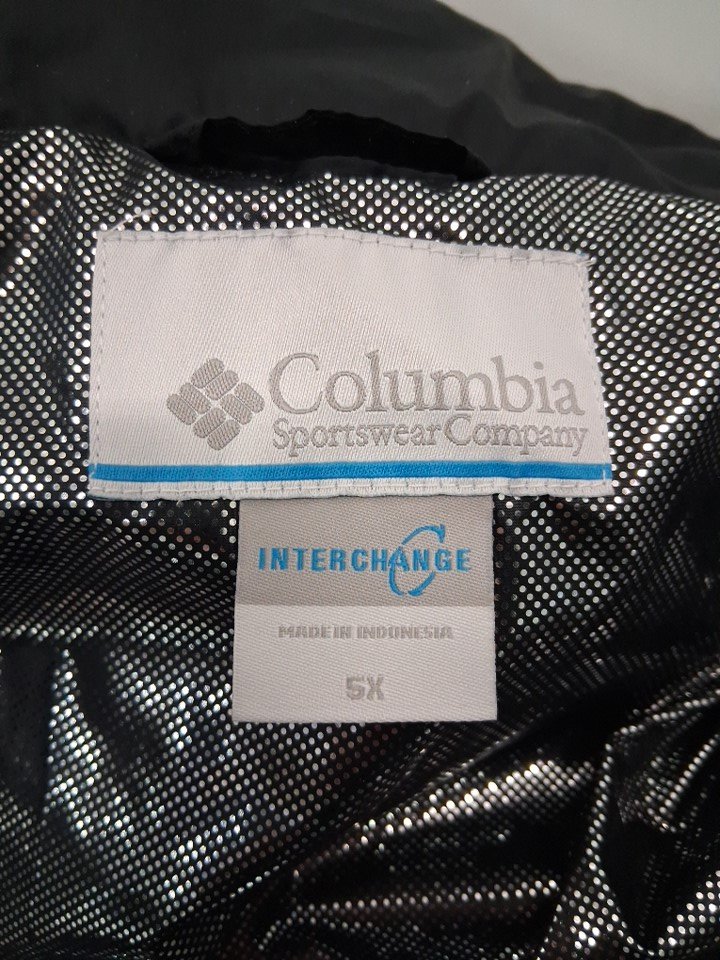 Columbia
Sportswear Company
INTERCHANGE
MADE IN INDONESIA
5X